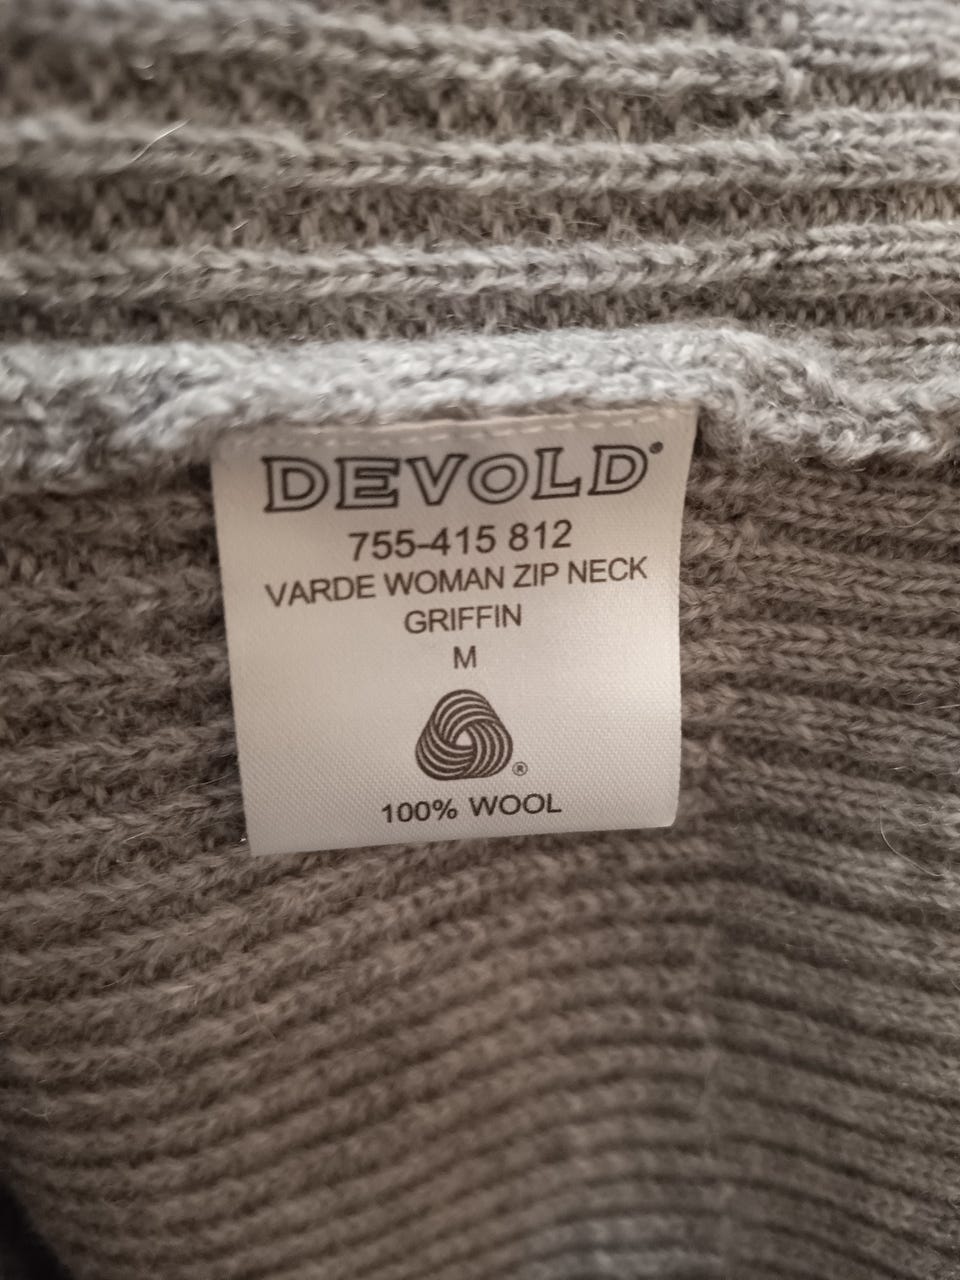 DEVOLD®
755-415 812
VARDE WOMAN ZIP NECK
GRIFFIN
M
®
100% WOOL